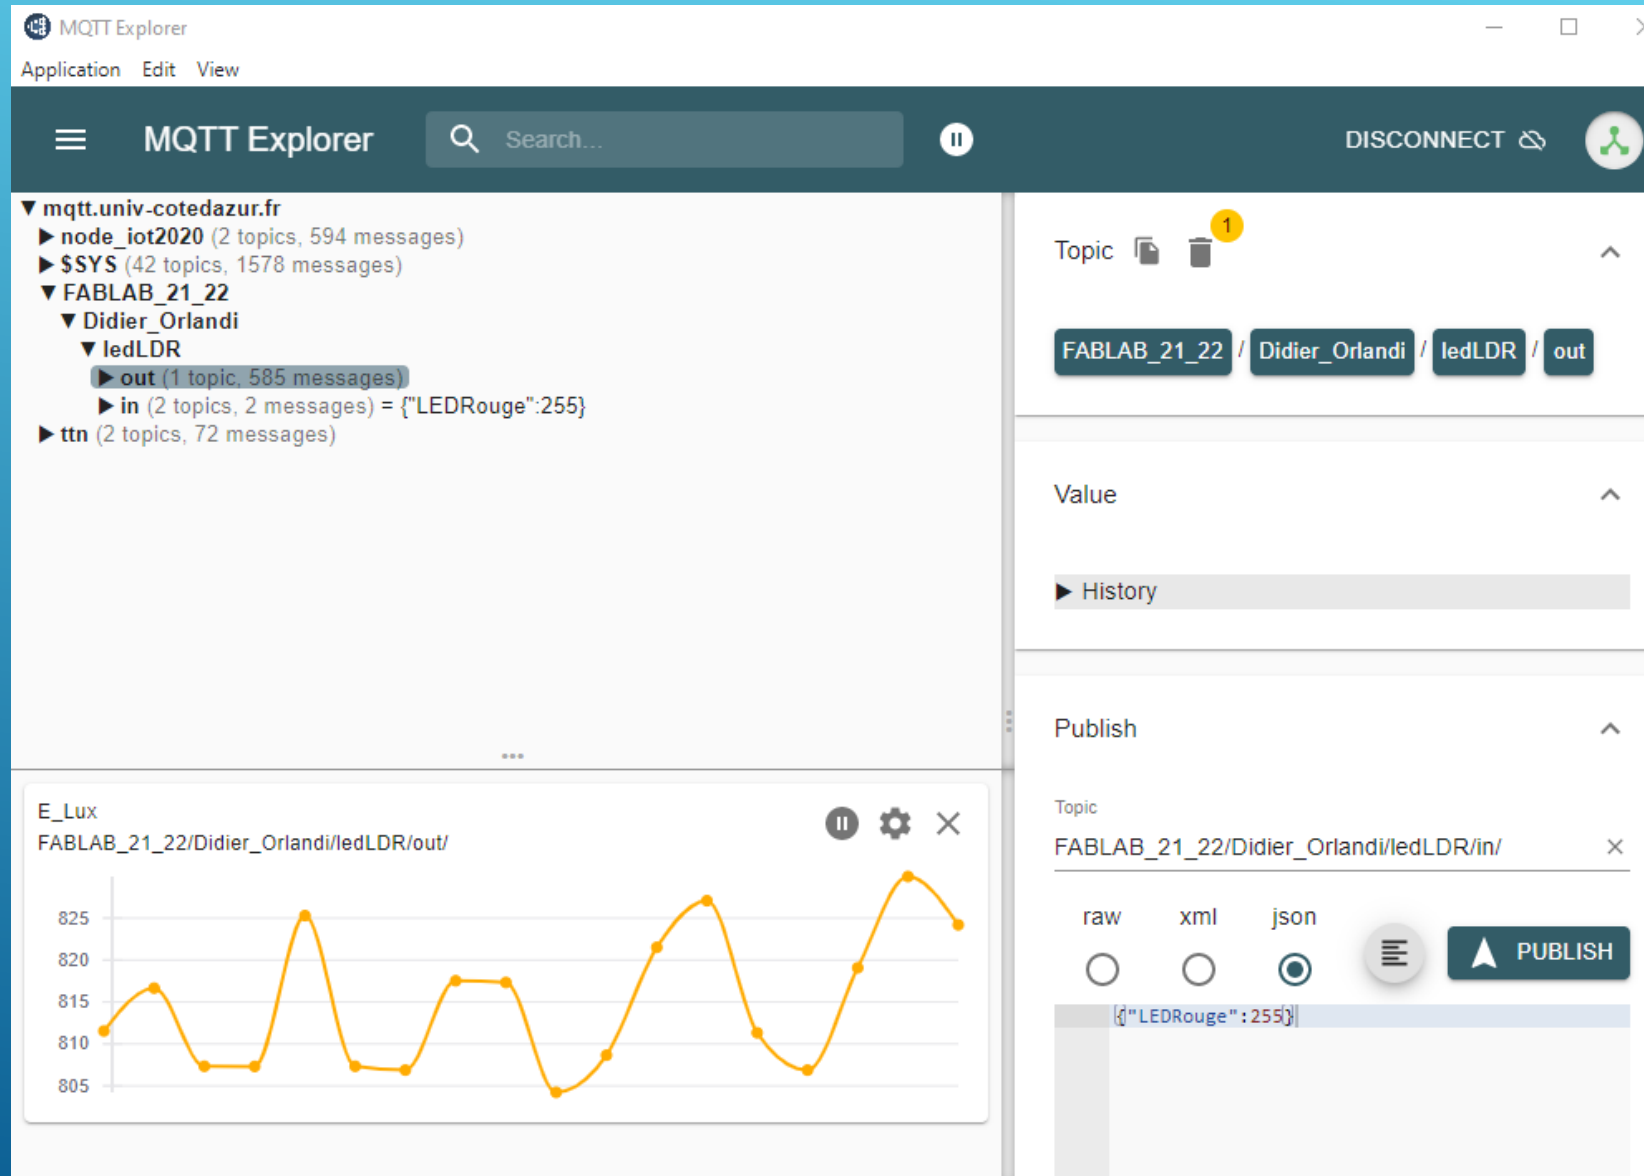 MQTT Explorer
Application Edit View
MQTT Explorer
Search...
DISCONNECT
▼ mqtt.univ-cotedazur.fr
▶ node_iot2020 (2 topics, 594 messages)
▶ $SYS (42 topics, 1578 messages)
▼ FABLAB_21_22
▼ Didier_Orlandi
▼ ledLDR
▶ out (1 topic, 585 messages)
▶ in (2 topics, 2 messages) = {"LEDRouge":255}
▶ ttn (2 topics, 72 messages)
E_Lux
FABLAB_21_22/Didier_Orlandi/ledLDR/out/
825
820
815
810
805
Topic 1
FABLAB_21_22 / Didier_Orlandi / ledLDR / out
Value
▶ History
Publish
Topic
FABLAB_21_22/Didier_Orlandi/ledLDR/in/
raw xml json
PUBLISH
{"LEDRouge":255}